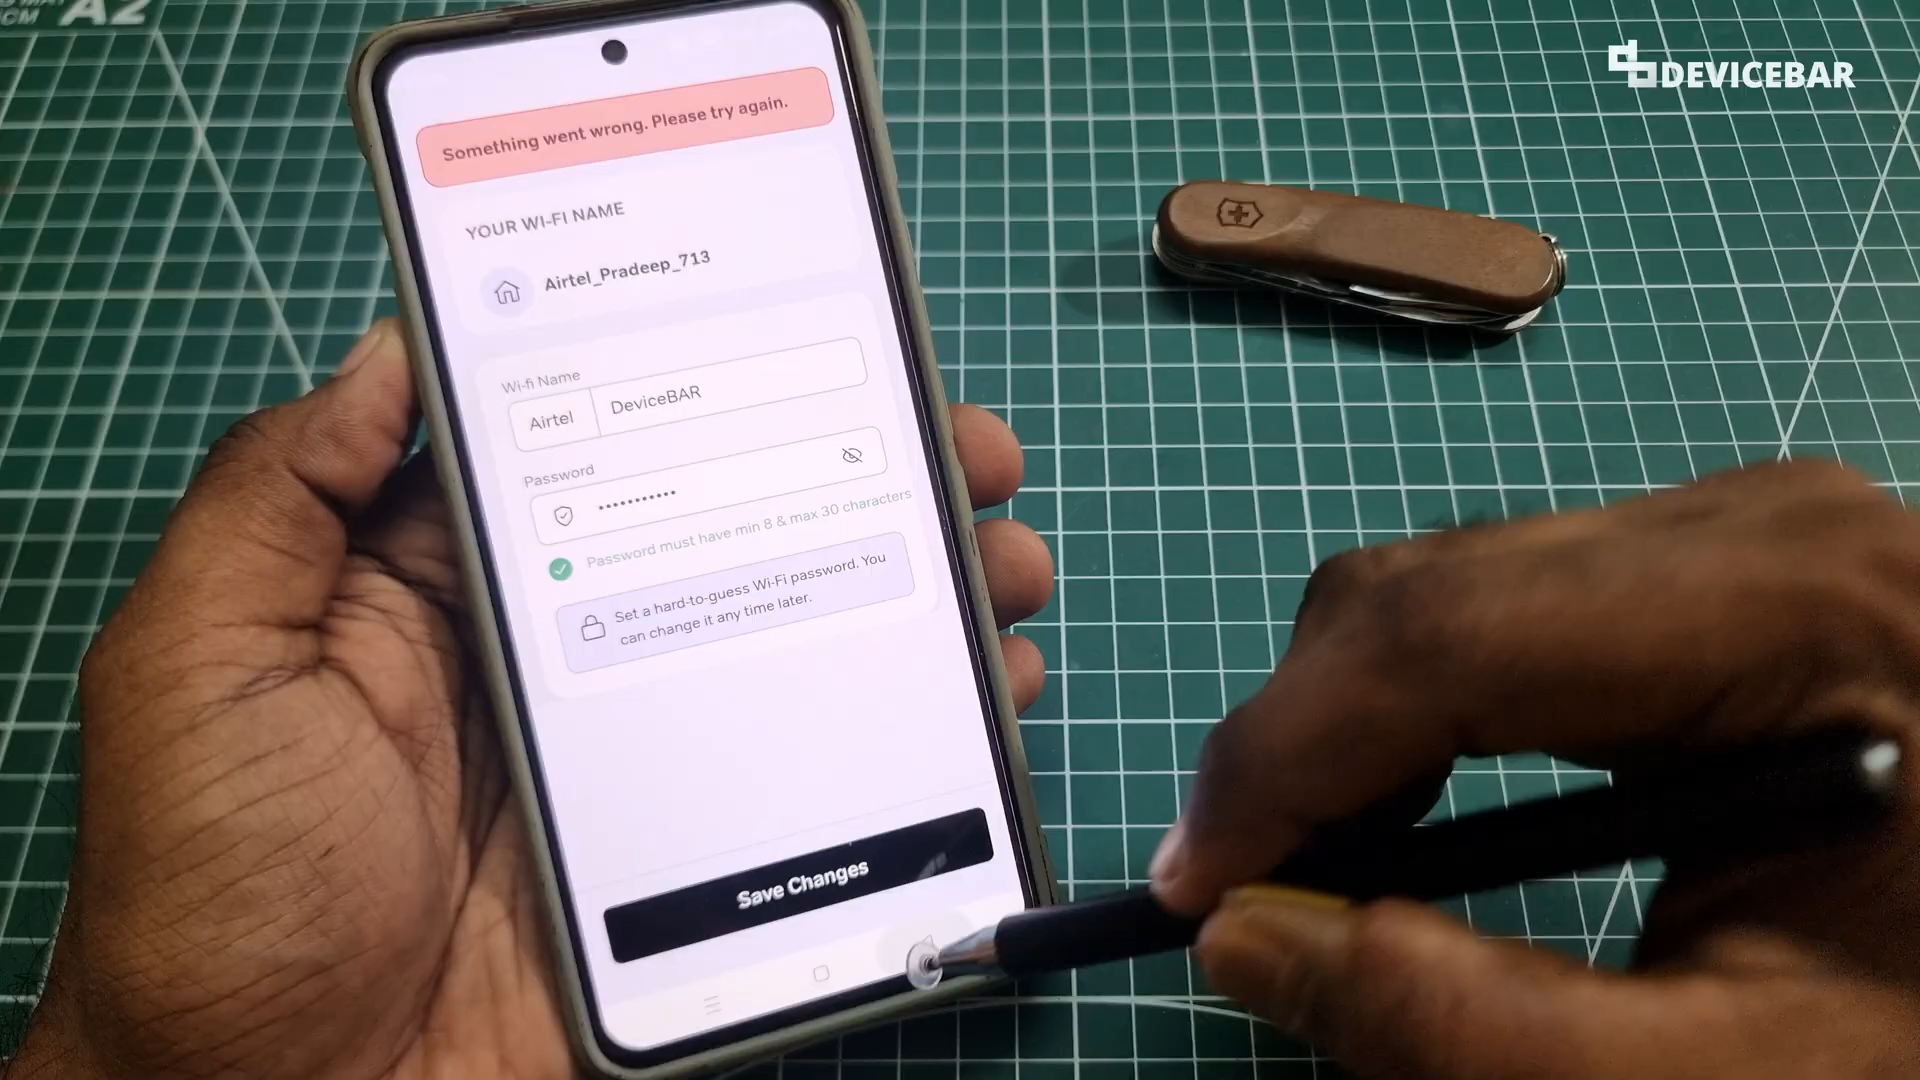 A2
DEVICEBAR
Something went wrong. Please try again.
YOUR WI-FI NAME
Airtel_Pradeep_713
Wi-fi Name
Airtel
DeviceBAR
Password
•••••••••••
Password must have min 8 & max 30 characters
Set a hard-to-guess Wi-Fi password. You
can change it any time later.
Save Changes